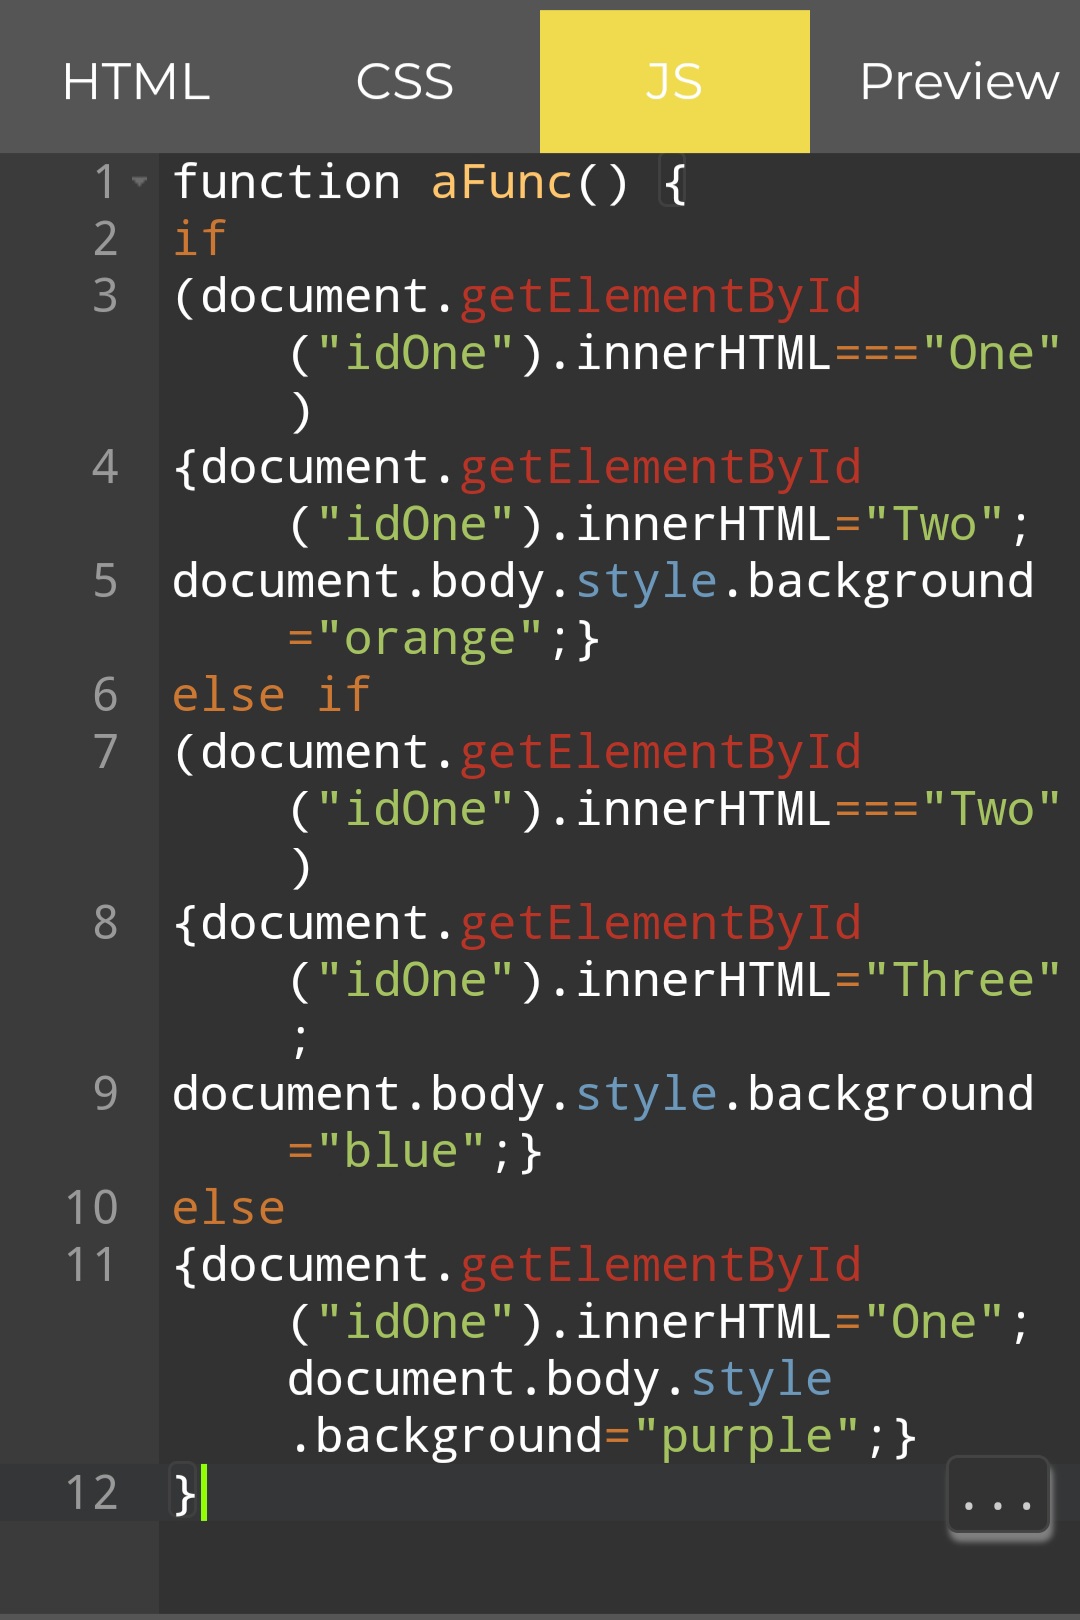 HTML CSS JS Preview
1 function aFunc() {
2 if
3 (document.getElementById
("idOne").innerHTML==="One"
)
4 {document.getElementById
("idOne").innerHTML="Two";
5 document.body.style.background
="orange";}
6 else if
7 (document.getElementById
("idOne").innerHTML==="Two"
)
8 {document.getElementById
("idOne").innerHTML="Three"
;
9 document.body.style.background
="blue";}
10 else
11 {document.getElementById
("idOne").innerHTML="One";
document.body.style
.background="purple";}
12 }
...